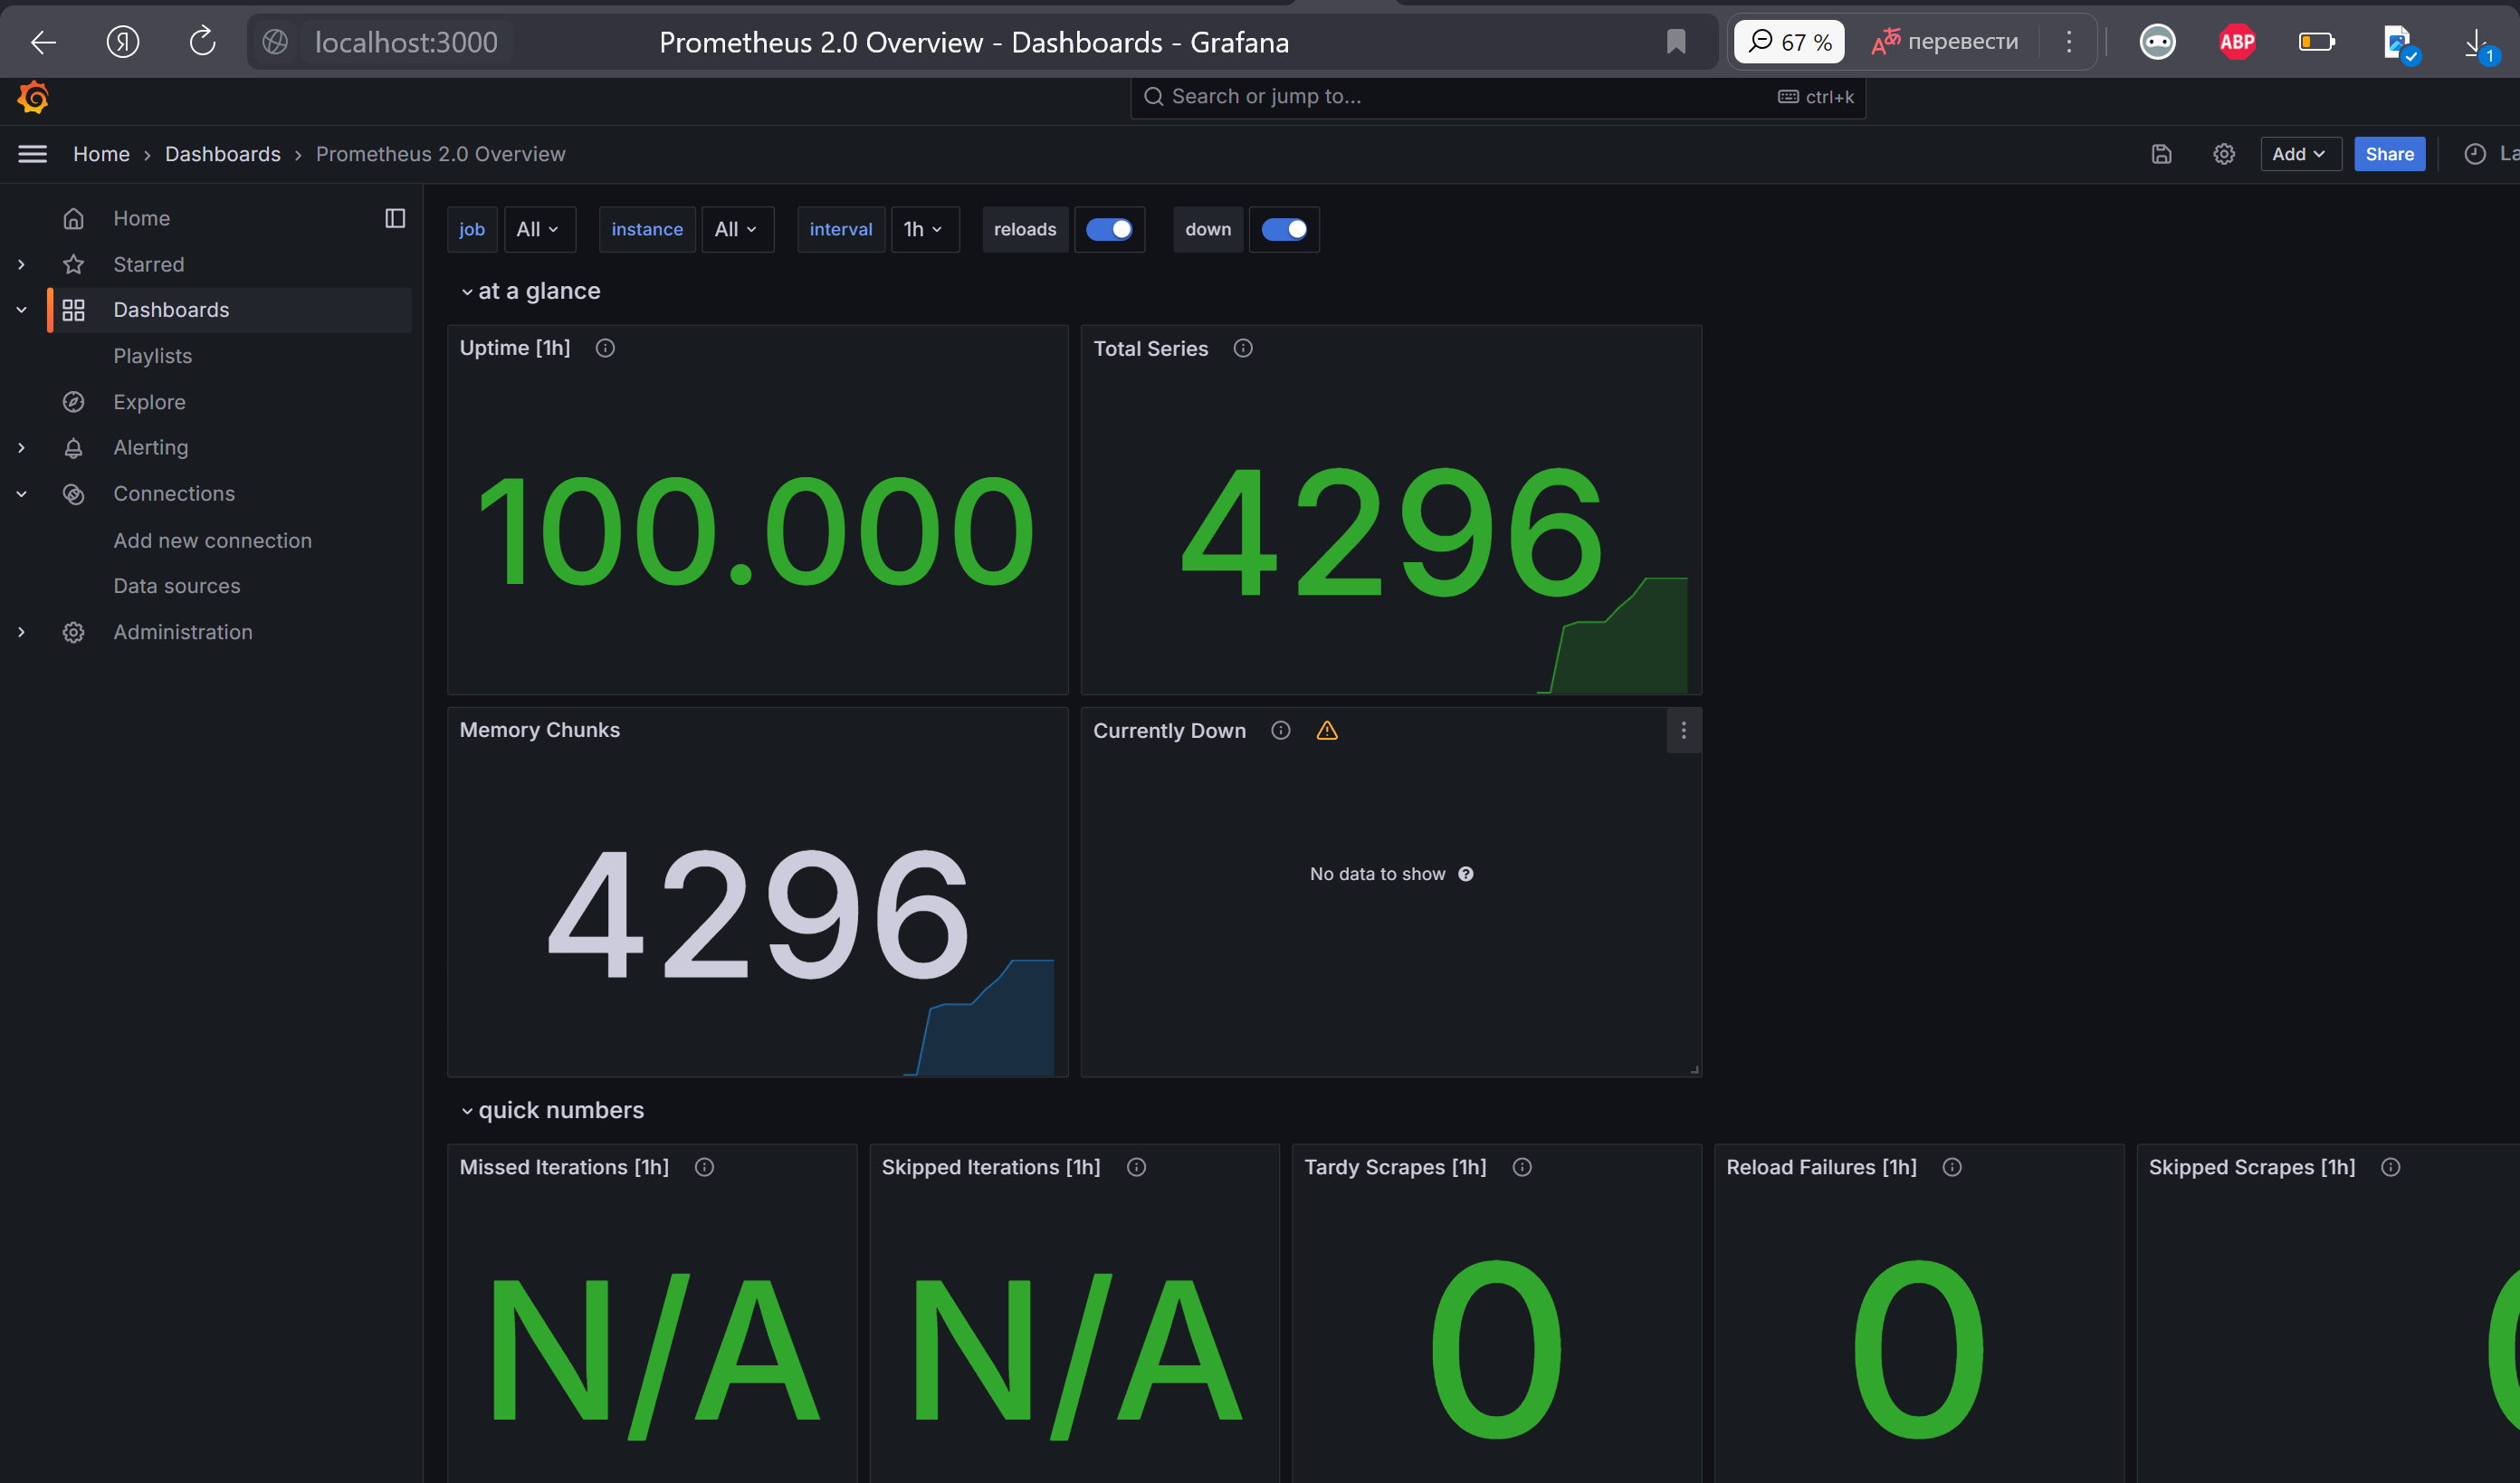 Я localhost:3000 Prometheus 2.0 Overview - Dashboards - Grafana 67 % перевести ABP 1
Search or jump to... ctrl+k
Home › Dashboards › Prometheus 2.0 Overview Add Share La
Home
Starred
Dashboards
Playlists
Explore
Alerting
Connections
Add new connection
Data sources
Administration
job All instance All interval 1h reloads down
at a glance
Uptime [1h] Total Series
100.000 4296
Memory Chunks Currently Down
4296 No data to show
quick numbers
Missed Iterations [1h] Skipped Iterations [1h] Tardy Scrapes [1h] Reload Failures [1h] Skipped Scrapes [1h]
N/A N/A 0 0